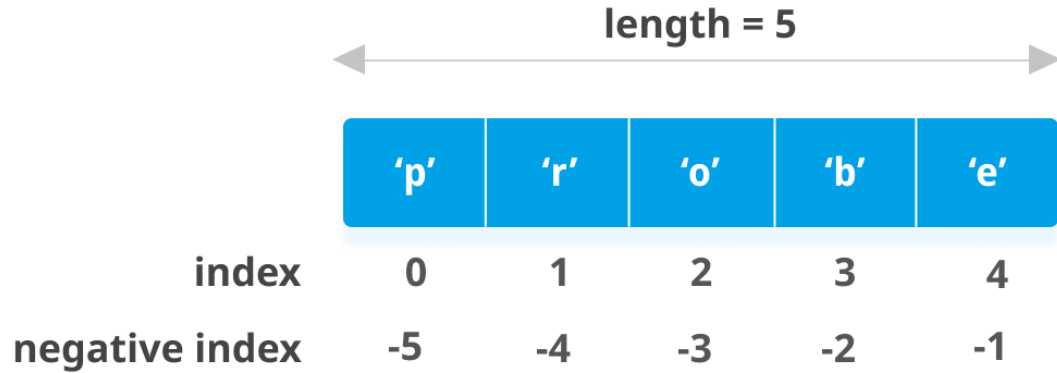 length = 5
‘p’ ‘r’ ‘o’ ‘b’ ‘e’
index 0 1 2 3 4
negative index -5 -4 -3 -2 -1